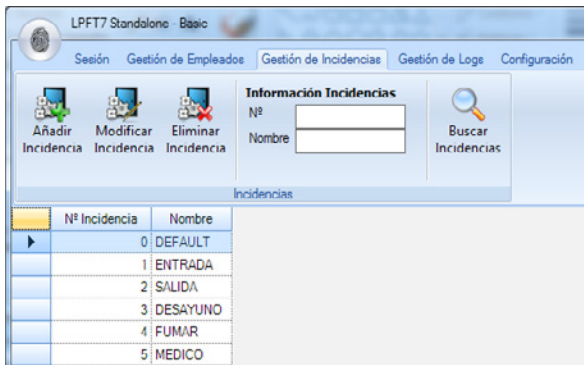 LPFT7 Standalone - Basic
Sesión Gestión de Empleados Gestión de Incidencias Gestión de Logs Configuración
Añadir Incidencia
Modificar Incidencia
Eliminar Incidencia
Información Incidencias
Nº
Nombre
Buscar Incidencias
Incidencias
Nº Incidencia Nombre
0 DEFAULT
1 ENTRADA
2 SALIDA
3 DESAYUNO
4 FUMAR
5 MEDICO